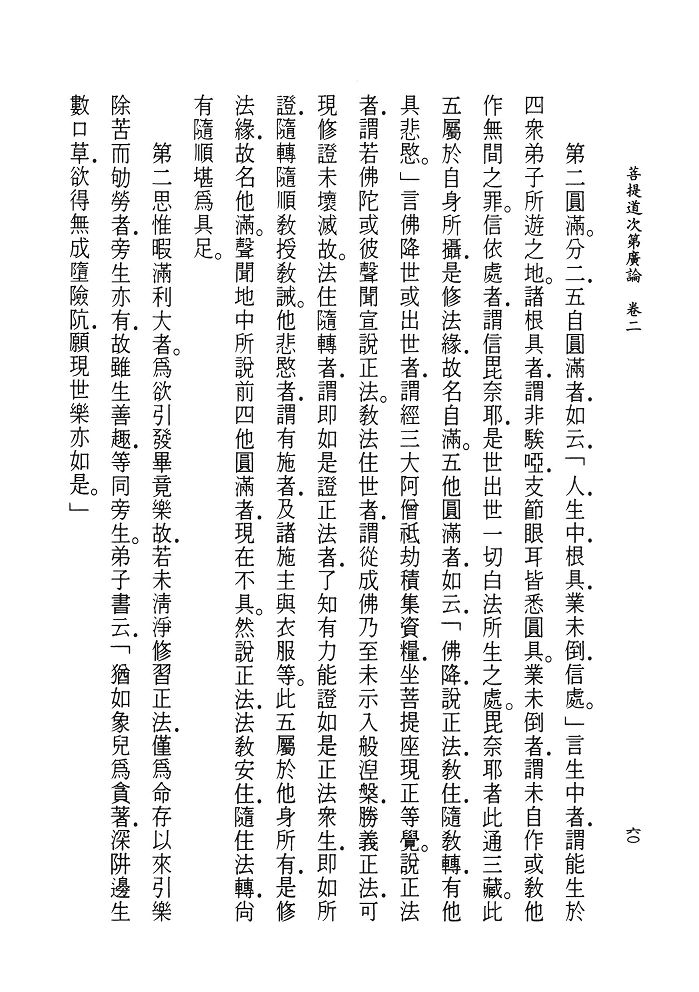 菩提道次第廣論　卷二
六〇
第二圓滿。分二．五自圓滿者．如云．「人．生中．根具．業未倒．信處。」言生中者．謂能生於
四衆弟子所遊之地。諸根具者．謂非騃啞．支節眼耳皆悉圓具。業未倒者．謂未自作或敎他
作無間之罪。信依處者．謂信毘奈耶．是世出世一切白法所生之處。毘奈耶者此通三藏。此
五屬於自身所攝．是修法緣．故名自滿。五他圓滿者．如云．「佛降．說正法．敎住．隨敎轉．有他
具悲愍。」言佛降世或出世者．謂經三大阿僧祗劫積集資糧．坐菩提座現正等覺。說正法
者．謂若佛陀或彼聲聞宣說正法。敎法住世者．謂從成佛乃至未示入般湼槃．勝義正法．可
現修證未壞滅故。法住隨轉者．謂即如是證正法者．了知有力能證如是正法衆生．即如所
證．隨轉隨順敎授敎誡。他悲愍者．謂有施者．及諸施主與衣服等。此五屬於他身所有．是修
法緣．故名他滿。聲聞地中所說前四他圓滿者．現在不具。然說正法．法敎安住．隨住法轉．尙
有隨順堪爲具足。
第二思惟暇滿利大者。爲欲引發畢竟樂故．若未淸淨修習正法．僅爲命存以來引樂
除苦而劬勞者．旁生亦有．故雖生善趣．等同旁生。弟子書云．「猶如象兒爲貪著．深阱邊生
數口草．欲得無成墮險阬．願現世樂亦如是。」